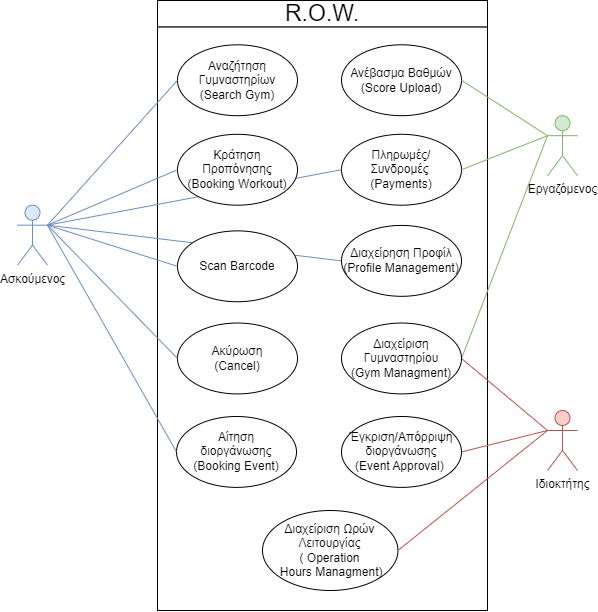 R.O.W.
Αναζήτηση
Γυμναστηρίων
(Search Gym)
Ανέβασμα Βαθμών
(Score Upload)
Κράτηση
Προπόνησης
(Booking Workout)
Πληρωμές/
Συνδρομές
(Payments)
Εργαζόμενος
Ασκούμενος
Scan Barcode
Διαχείρηση Προφίλ
(Profile Management)
Ακύρωση
(Cancel)
Διαχείριση
Γυμναστηρίου
(Gym Managment)
Αίτηση
διοργάνωσης
(Booking Event)
Εγκριση/Απόρριψη
διοργάνωσης
(Event Approval)
Ιδιοκτήτης
Διαχείριση Ωρών
Λειτουργίας
( Operation
Hours Managment)